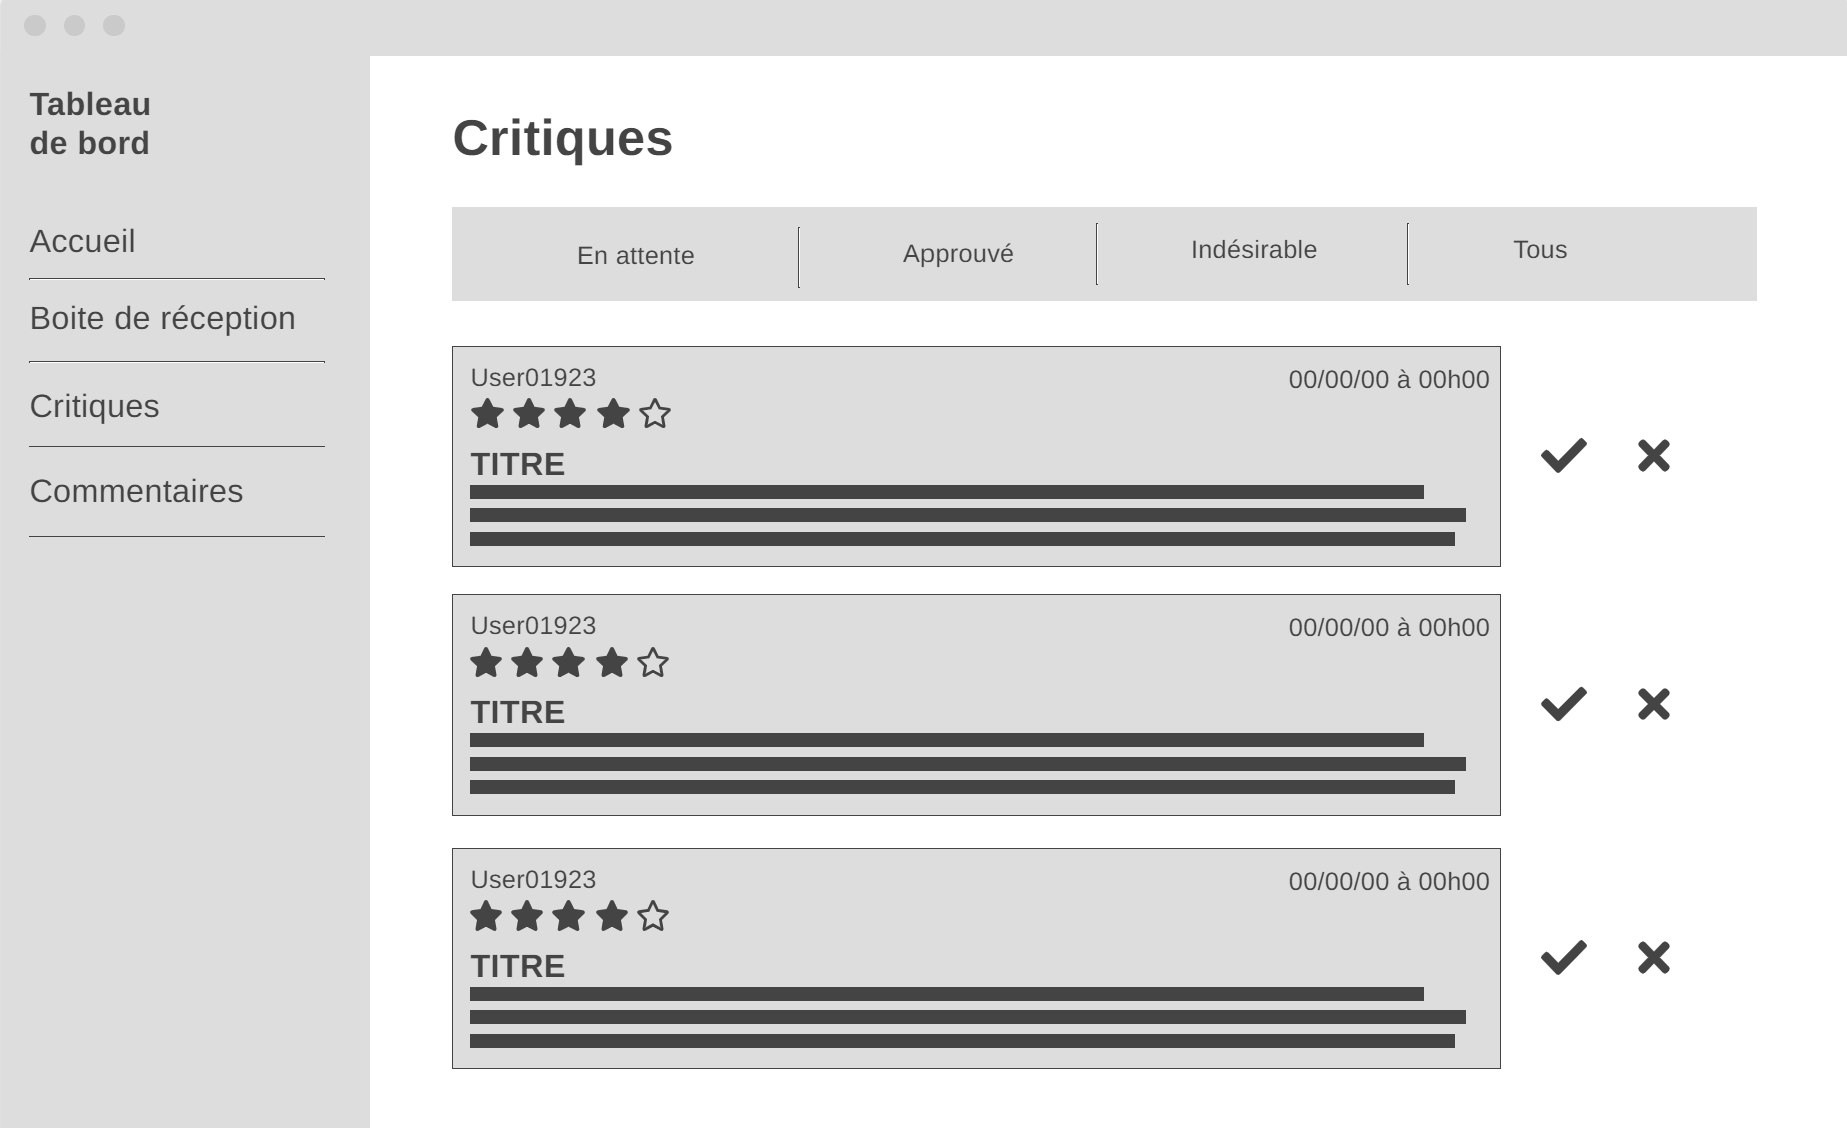 Tableau
de bord
Accueil
Boite de réception
Critiques
Commentaires
Critiques
En attente
Approuvé
Indésirable
Tous
User01923
00/00/00 à 00h00
TITRE
User01923
00/00/00 à 00h00
TITRE
User01923
00/00/00 à 00h00
TITRE